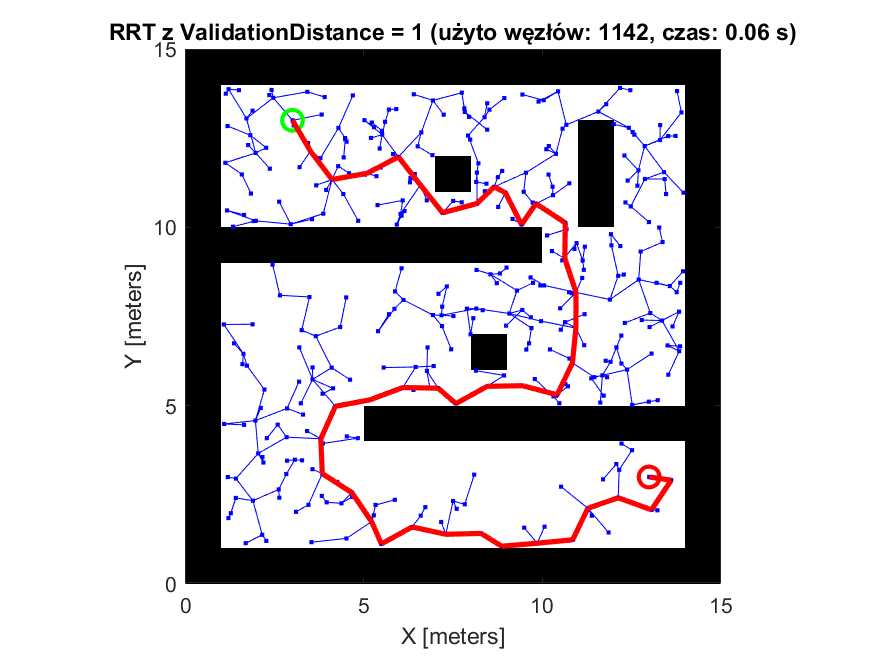 RRT z ValidationDistance = 1 (użyto węzłów: 1142, czas: 0.06 s)
15
10
5
0
Y [meters]
0 5 10 15
X [meters]